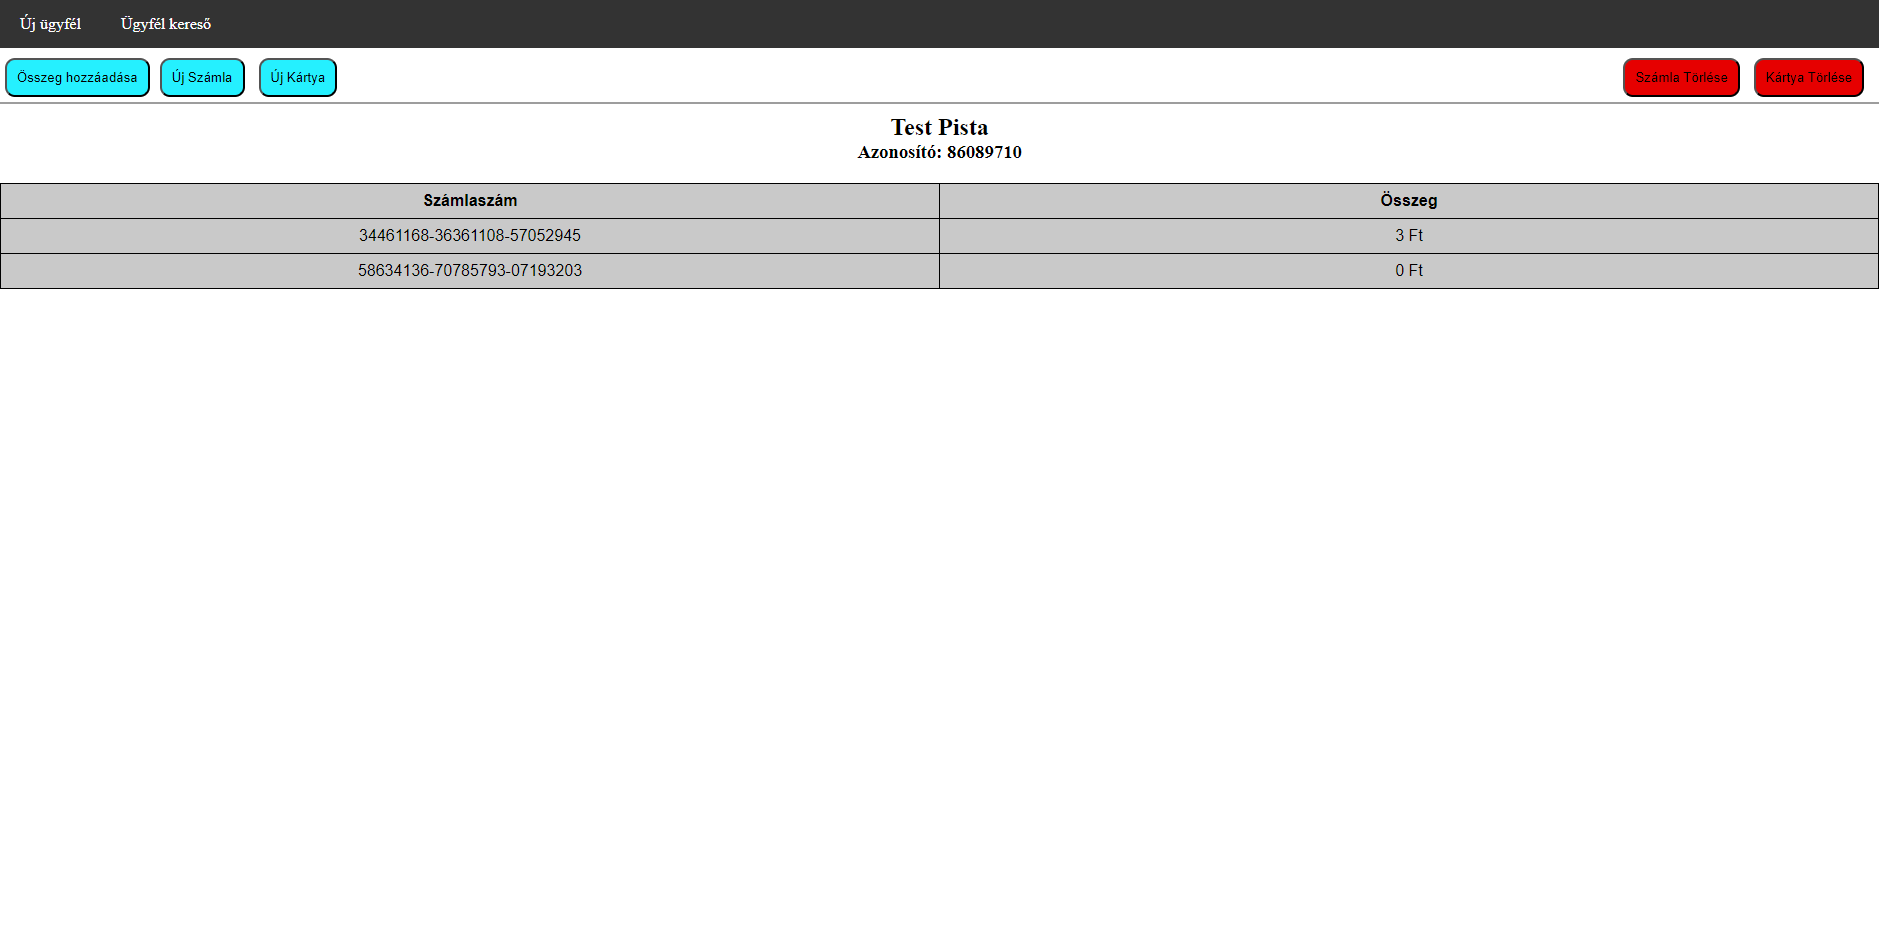 Új ügyfél Ügyfél kereső
Összeg hozzáadása Új Számla Új Kártya Számla Törlése Kártya Törlése
Test Pista
Azonosító: 86089710
Számlaszám Összeg
34461168-36361108-57052945 3 Ft
58634136-70785793-07193203 0 Ft